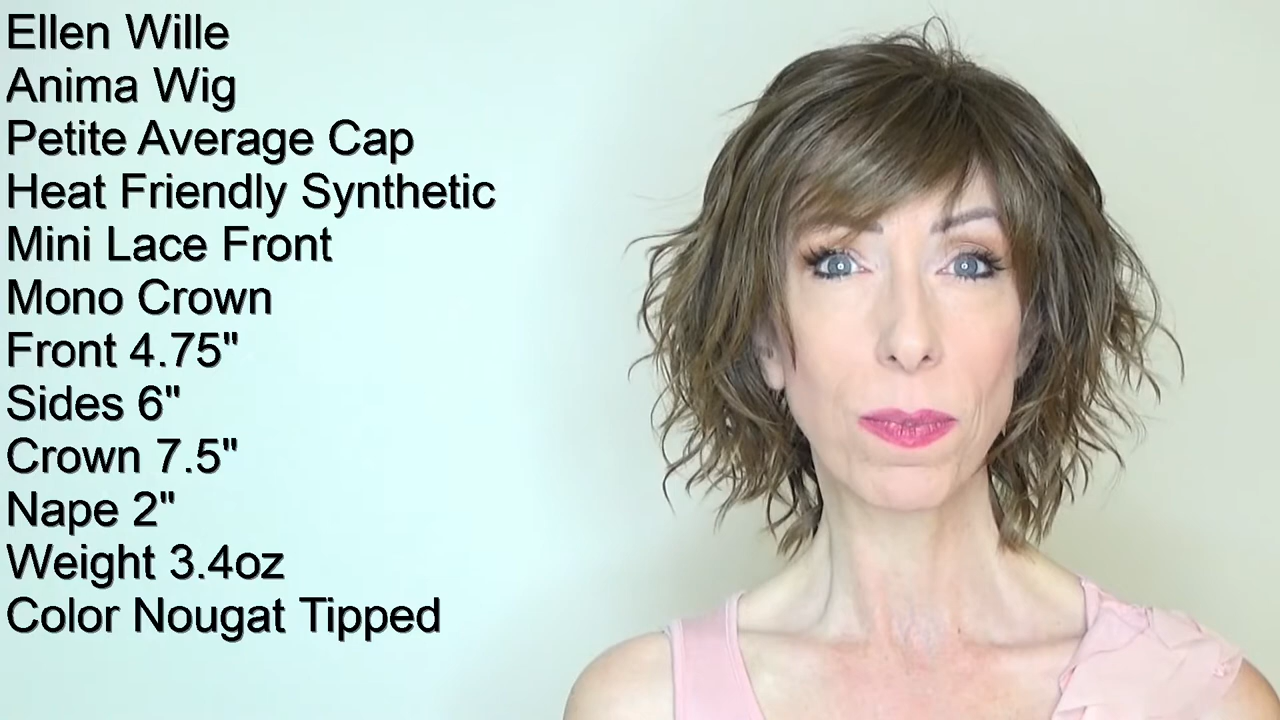 Ellen Wille
Anima Wig
Petite Average Cap
Heat Friendly Synthetic
Mini Lace Front
Mono Crown
Front 4.75"
Sides 6"
Crown 7.5"
Nape 2"
Weight 3.4oz
Color Nougat Tipped